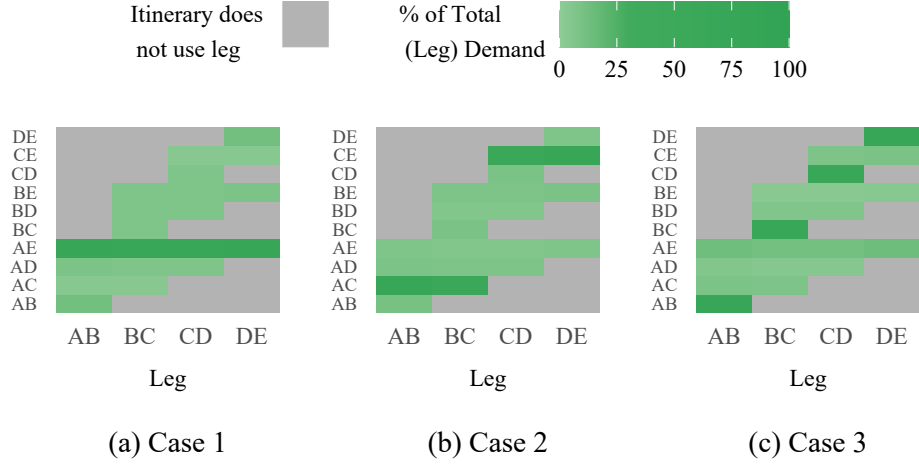 Itinerary does
not use leg
% of Total
(Leg) Demand
0 25 50 75 100
DE
CE
CD
BE
BD
BC
AE
AD
AC
AB
AB BC CD DE
Leg
(a) Case 1
DE
CE
CD
BE
BD
BC
AE
AD
AC
AB
AB BC CD DE
Leg
(b) Case 2
DE
CE
CD
BE
BD
BC
AE
AD
AC
AB
AB BC CD DE
Leg
(c) Case 3